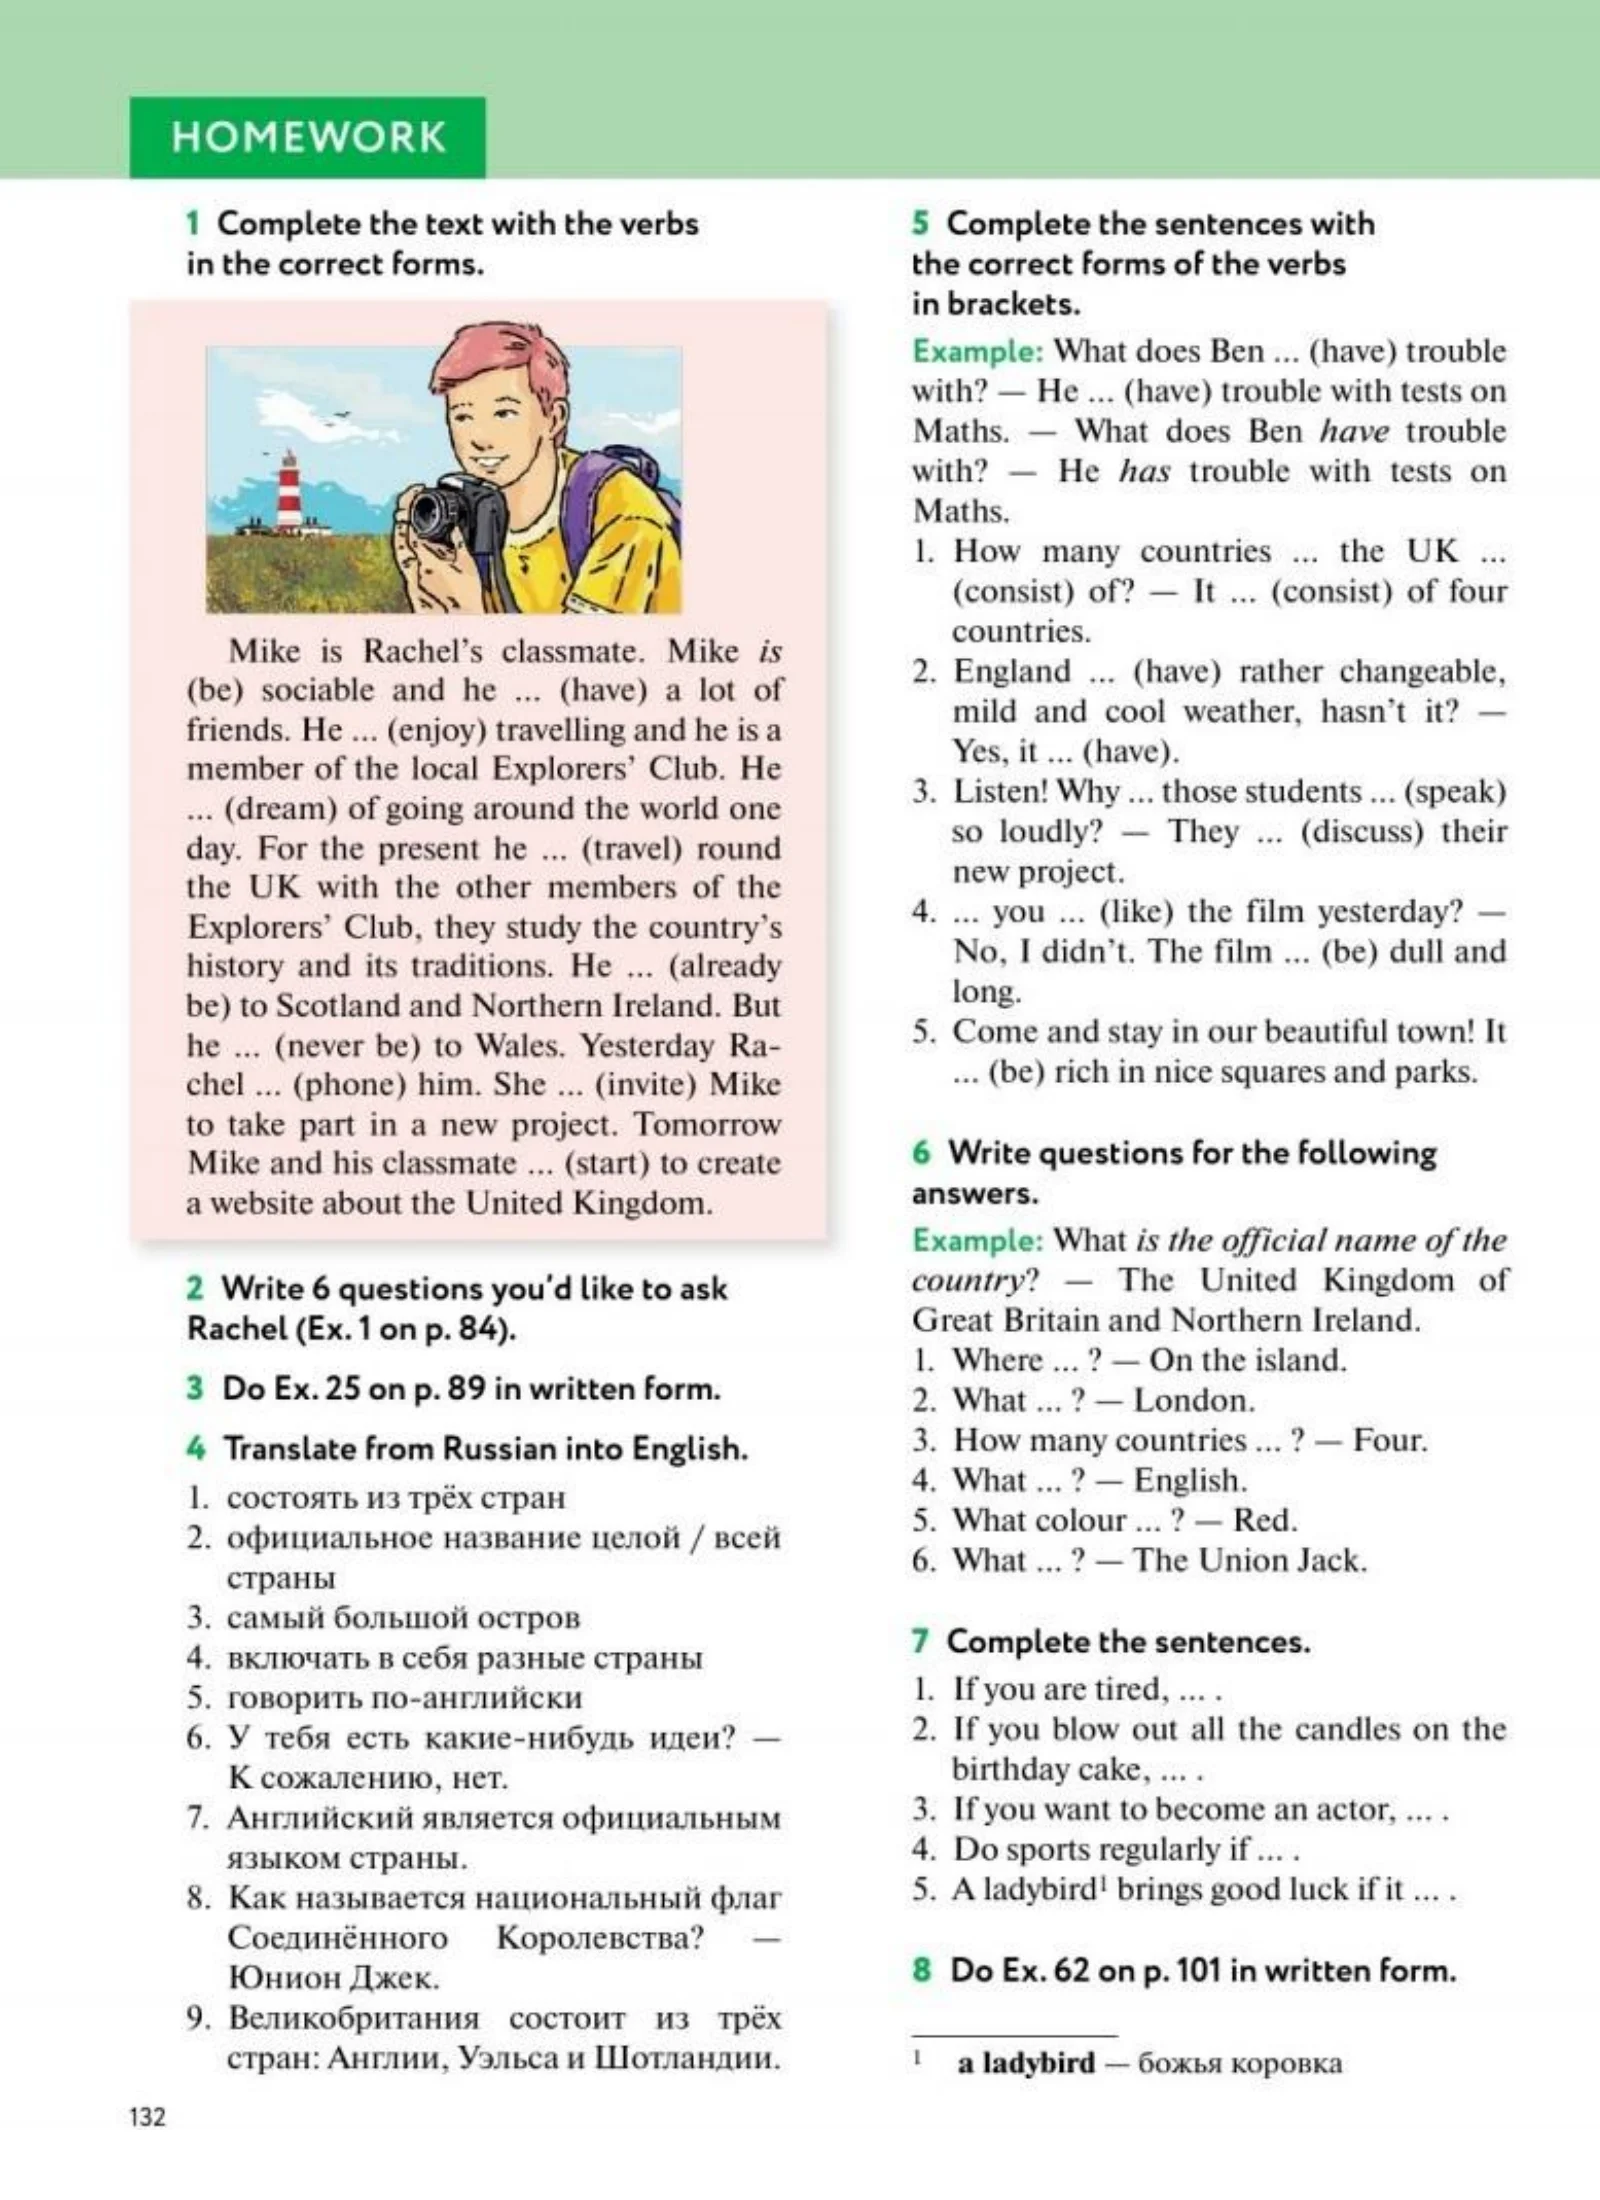 HOMEWORK
1 Complete the text with the verbs
in the correct forms.
Mike is Rachel's classmate. Mike is
(be) sociable and he ... (have) a lot of
friends. He ... (enjoy) travelling and he is a
member of the local Explorers' Club. He
... (dream) of going around the world one
day. For the present he ... (travel) round
the UK with the other members of the
Explorers' Club, they study the country's
history and its traditions. He ... (already
be) to Scotland and Northern Ireland. But
he ... (never be) to Wales. Yesterday Ra-
chel ... (phone) him. She ... (invite) Mike
to take part in a new project. Tomorrow
Mike and his classmate ... (start) to create
a website about the United Kingdom.
2 Write 6 questions you'd like to ask
Rachel (Ex. 1 on p. 84).
3 Do Ex. 25 on p. 89 in written form.
4 Translate from Russian into English.
1. состоять из трёх стран
2. официальное название целой / всей
страны
3. самый большой остров
4. включать в себя разные страны
5. говорить по-английски
6. У тебя есть какие-нибудь идеи? —
К сожалению, нет.
7. Английский является официальным
языком страны.
8. Как называется национальный флаг
Соединённого Королевства? —
Юнион Джек.
9. Великобритания состоит из трёх
стран: Англии, Уэльса и Шотландии.
132
5 Complete the sentences with
the correct forms of the verbs
in brackets.
Example: What does Ben ... (have) trouble
with? — He ... (have) trouble with tests on
Maths. — What does Ben have trouble
with? — He has trouble with tests on
Maths.
1. How many countries ... the UK ...
(consist) of? — It ... (consist) of four
countries.
2. England ... (have) rather changeable,
mild and cool weather, hasn't it? —
Yes, it ... (have).
3. Listen! Why ... those students ... (speak)
so loudly? — They ... (discuss) their
new project.
4. ... you ... (like) the film yesterday? —
No, I didn't. The film ... (be) dull and
long.
5. Come and stay in our beautiful town! It
... (be) rich in nice squares and parks.
6 Write questions for the following
answers.
Example: What is the official name of the
country? — The United Kingdom of
Great Britain and Northern Ireland.
1. Where ... ? — On the island.
2. What ... ? — London.
3. How many countries ... ? — Four.
4. What ... ? — English.
5. What colour ... ? — Red.
6. What ... ? — The Union Jack.
7 Complete the sentences.
1. If you are tired, ... .
2. If you blow out all the candles on the
birthday cake, ... .
3. If you want to become an actor, ... .
4. Do sports regularly if ... .
5. A ladybird¹ brings good luck if it ... .
8 Do Ex. 62 on p. 101 in written form.
¹ a ladybird — божья коровка